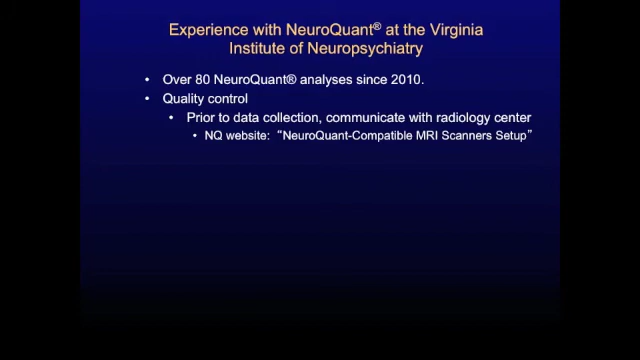 Experience with NeuroQuant® at the Virginia
Institute of Neuropsychiatry
• Over 80 NeuroQuant® analyses since 2010.
• Quality control
• Prior to data collection, communicate with radiology center
• NQ website: “NeuroQuant-Compatible MRI Scanners Setup”